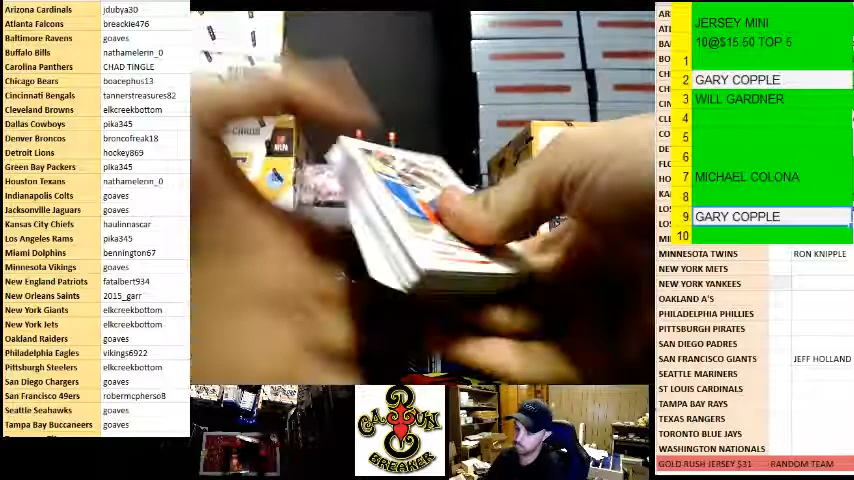 Arizona Cardinals jdubya30
Atlanta Falcons breackie476
Baltimore Ravens goaves
Buffalo Bills nathamelerin_0
Carolina Panthers CHAD TINGLE
Chicago Bears boacephus13
Cincinnati Bengals tannerstreasures82
Cleveland Browns elkcreekbottom
Dallas Cowboys pika345
Denver Broncos broncofreak18
Detroit Lions hockey869
Green Bay Packers pika345
Houston Texans nathamelerin_0
Indianapolis Colts goaves
Jacksonville Jaguars goaves
Kansas City Chiefs haulinnascar
Los Angeles Rams pika345
Miami Dolphins bennington67
Minnesota Vikings goaves
New England Patriots fatalbert934
New Orleans Saints 2015_garr
New York Giants elkcreekbottom
New York Jets elkcreekbottom
Oakland Raiders goaves
Philadelphia Eagles vikings6922
Pittsburgh Steelers elkcreekbottom
San Diego Chargers goaves
San Francisco 49ers robermcpherso8
Seattle Seahawks goaves
Tampa Bay Buccaneers goaves
CAJUN
BREAKER
JERSEY MINI
10@$15.50 TOP 5
1
2 GARY COPPLE
3 WILL GARDNER
4
5
6
7 MICHAEL COLONA
8
9 GARY COPPLE
10
MINNESOTA TWINS RON KNIPPLE
NEW YORK METS
NEW YORK YANKEES
OAKLAND A'S
PHILADELPHIA PHILLIES
PITTSBURGH PIRATES
SAN DIEGO PADRES
SAN FRANCISCO GIANTS JEFF HOLLAND
SEATTLE MARINERS
ST LOUIS CARDINALS
TAMPA BAY RAYS
TEXAS RANGERS
TORONTO BLUE JAYS
WASHINGTON NATIONALS
GOLD RUSH JERSEY $31 RANDOM TEAM